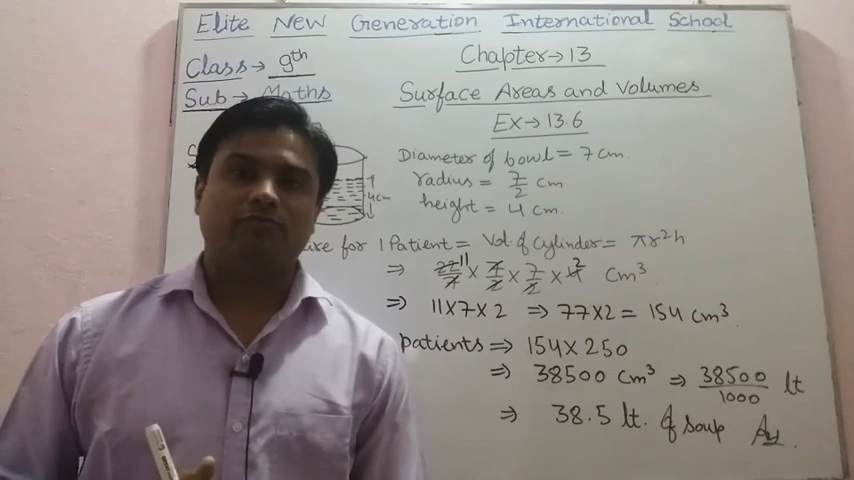 Elite New Generation International School
Class → 9th
Chapter → 13
Sub → Maths
Surface Areas and Volumes
Ex → 13.6
Diameter of bowl = 7 cm.
radius = 7/2 cm
4cm
height = 4 cm.
for 1 Patient = Vol. of Cylinder = πr²h
⇒ 22/7 11 × 7/2 × 7/2 × 4 2 cm³
⇒ 11×7×2 ⇒ 77×2 = 154 cm³.
patients ⇒ 154×250
⇒ 38500 cm³ ⇒ 38500/1000 lt
⇒ 38.5 lt. of soup